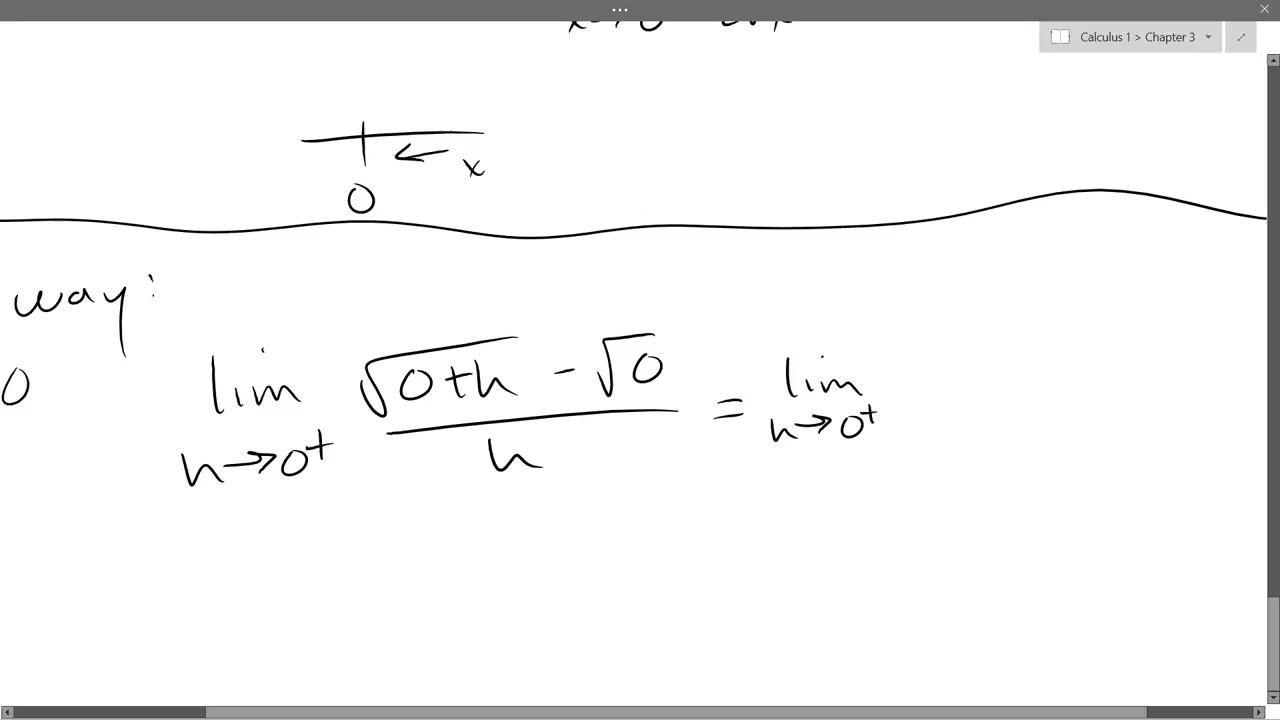 Calculus 1 > Chapter 3
x
0
way:
0
lim h→0⁺ (√(0+h) - √0)/h = lim h→0⁺